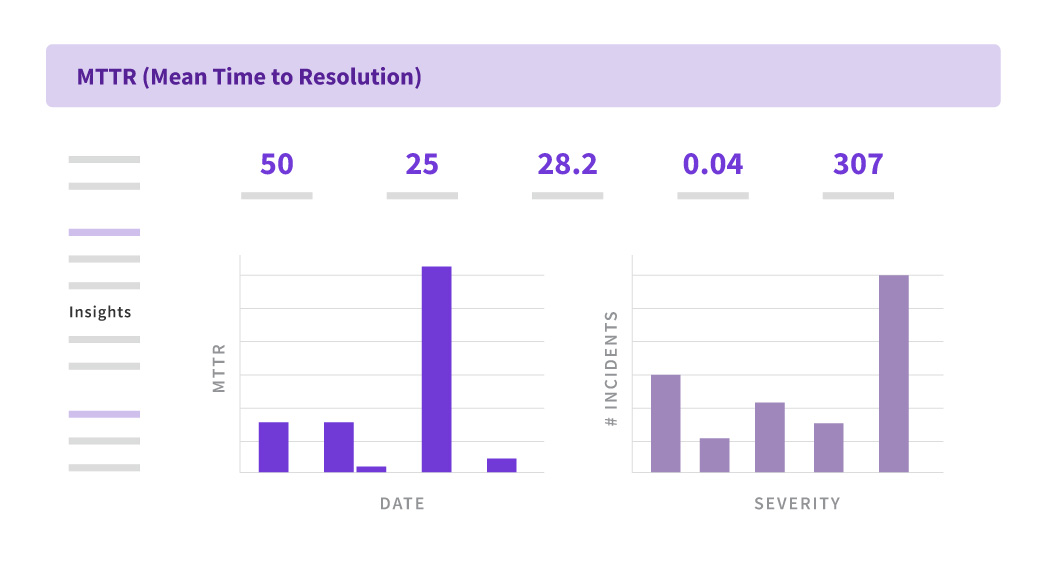 MTTR (Mean Time to Resolution)
50 25 28.2 0.04 307
Insights
MTTR
DATE
# INCIDENTS
SEVERITY